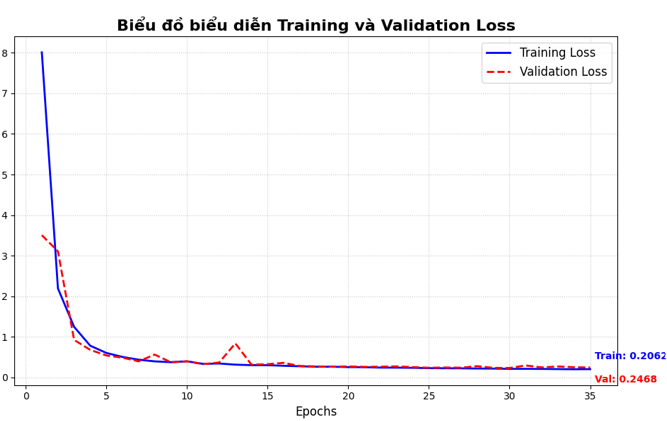 Biểu đồ biểu diễn Training và Validation Loss
Training Loss
Validation Loss
8
7
6
5
4
3
2
1
0
Train: 0.2062
Val: 0.2468
0 5 10 15 20 25 30 35
Epochs